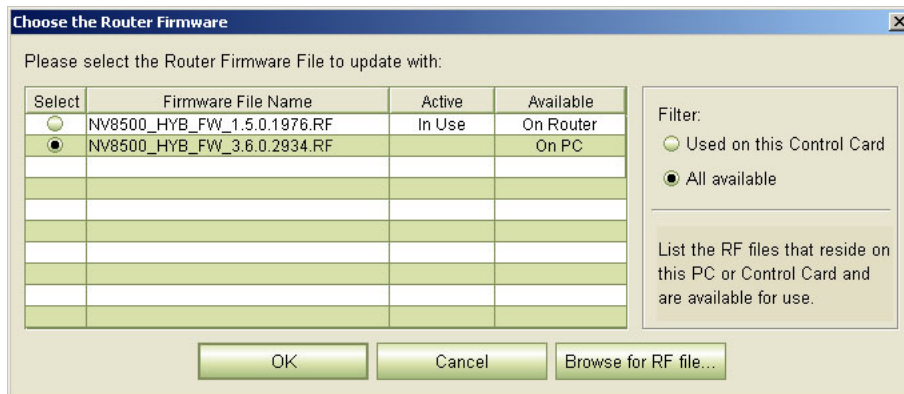 Choose the Router Firmware
Please select the Router Firmware File to update with:
Select Firmware File Name Active Available
NV8500_HYB_FW_1.5.0.1976.RF In Use On Router
NV8500_HYB_FW_3.6.0.2934.RF On PC
Filter:
Used on this Control Card
All available
List the RF files that reside on
this PC or Control Card and
are available for use.
OK Cancel Browse for RF file...